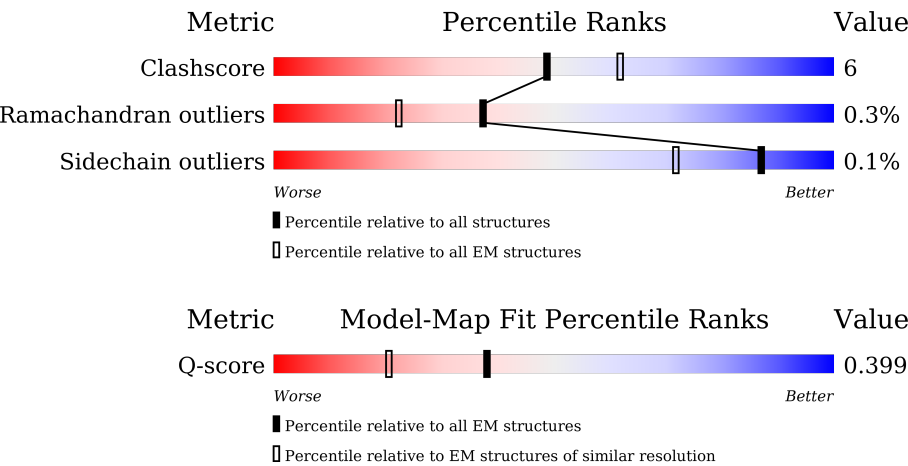 Metric Percentile Ranks Value
Clashscore 6
Ramachandran outliers 0.3%
Sidechain outliers 0.1%
Worse Better
Percentile relative to all structures
Percentile relative to all EM structures
Metric Model-Map Fit Percentile Ranks Value
Q-score 0.399
Worse Better
Percentile relative to all EM structures
Percentile relative to EM structures of similar resolution